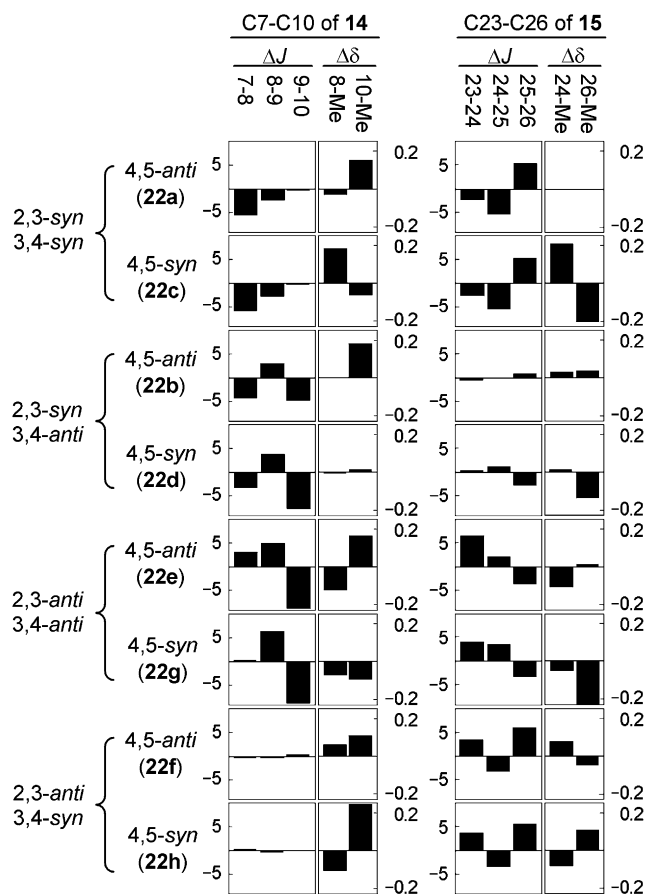 C7-C10 of 14 C23-C26 of 15
ΔJ Δδ ΔJ Δδ
7-8 8-9 9-10 8-Me 10-Me 23-24 24-25 25-26 24-Me 26-Me
2,3-syn
3,4-syn
4,5-anti
(22a)
5 0.2 5 0.2
−5 −0.2 −5 −0.2
4,5-syn
(22c)
5 0.2 5 0.2
−5 −0.2 −5 −0.2
2,3-syn
3,4-anti
4,5-anti
(22b)
5 0.2 5 0.2
−5 −0.2 −5 −0.2
4,5-syn
(22d)
5 0.2 5 0.2
−5 −0.2 −5 −0.2
2,3-anti
3,4-anti
4,5-anti
(22e)
5 0.2 5 0.2
−5 −0.2 −5 −0.2
4,5-syn
(22g)
5 0.2 5 0.2
−5 −0.2 −5 −0.2
2,3-anti
3,4-syn
4,5-anti
(22f)
5 0.2 5 0.2
−5 −0.2 −5 −0.2
4,5-syn
(22h)
5 0.2 5 0.2
−5 −0.2 −5 −0.2